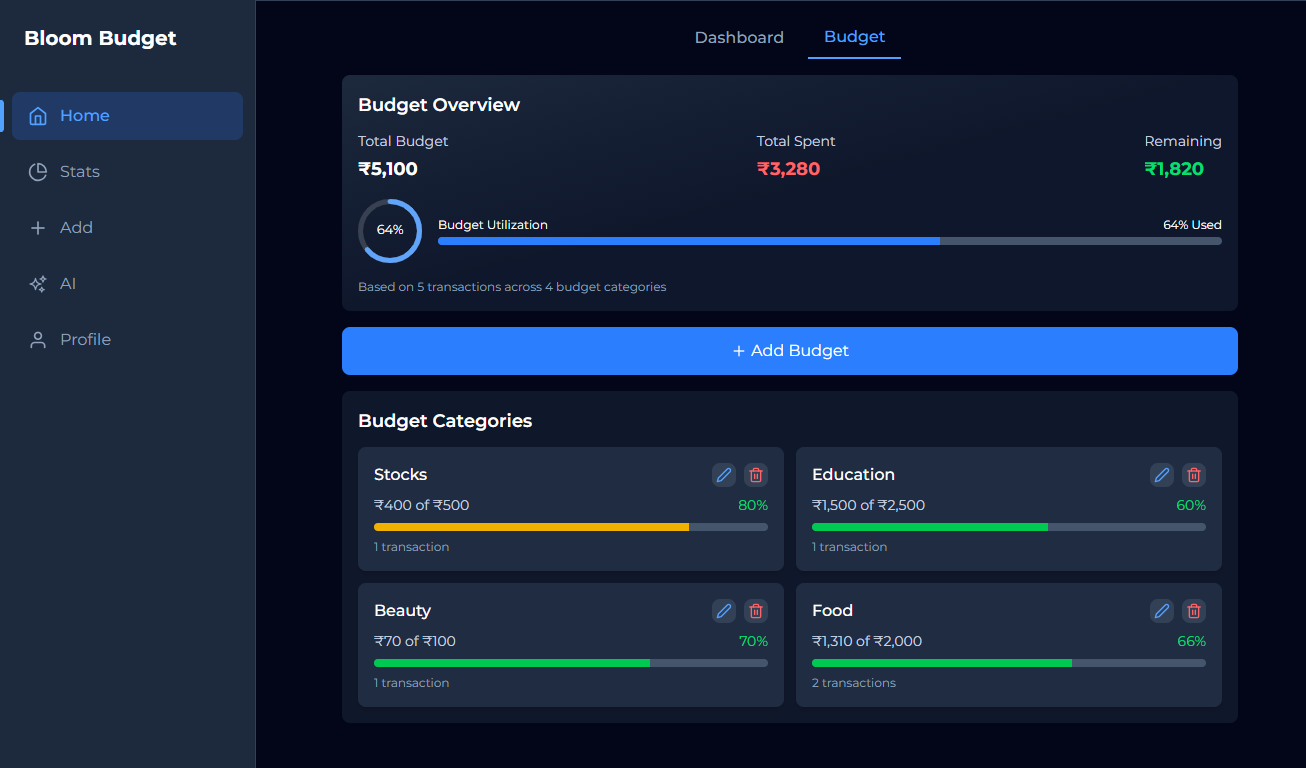 Bloom Budget
Home
Stats
Add
AI
Profile
Dashboard
Budget
Budget Overview
Total Budget
₹5,100
Total Spent
₹3,280
Remaining
₹1,820
64%
Budget Utilization
64% Used
Based on 5 transactions across 4 budget categories
+ Add Budget
Budget Categories
Stocks
₹400 of ₹500
80%
1 transaction
Education
₹1,500 of ₹2,500
60%
1 transaction
Beauty
₹70 of ₹100
70%
1 transaction
Food
₹1,310 of ₹2,000
66%
2 transactions